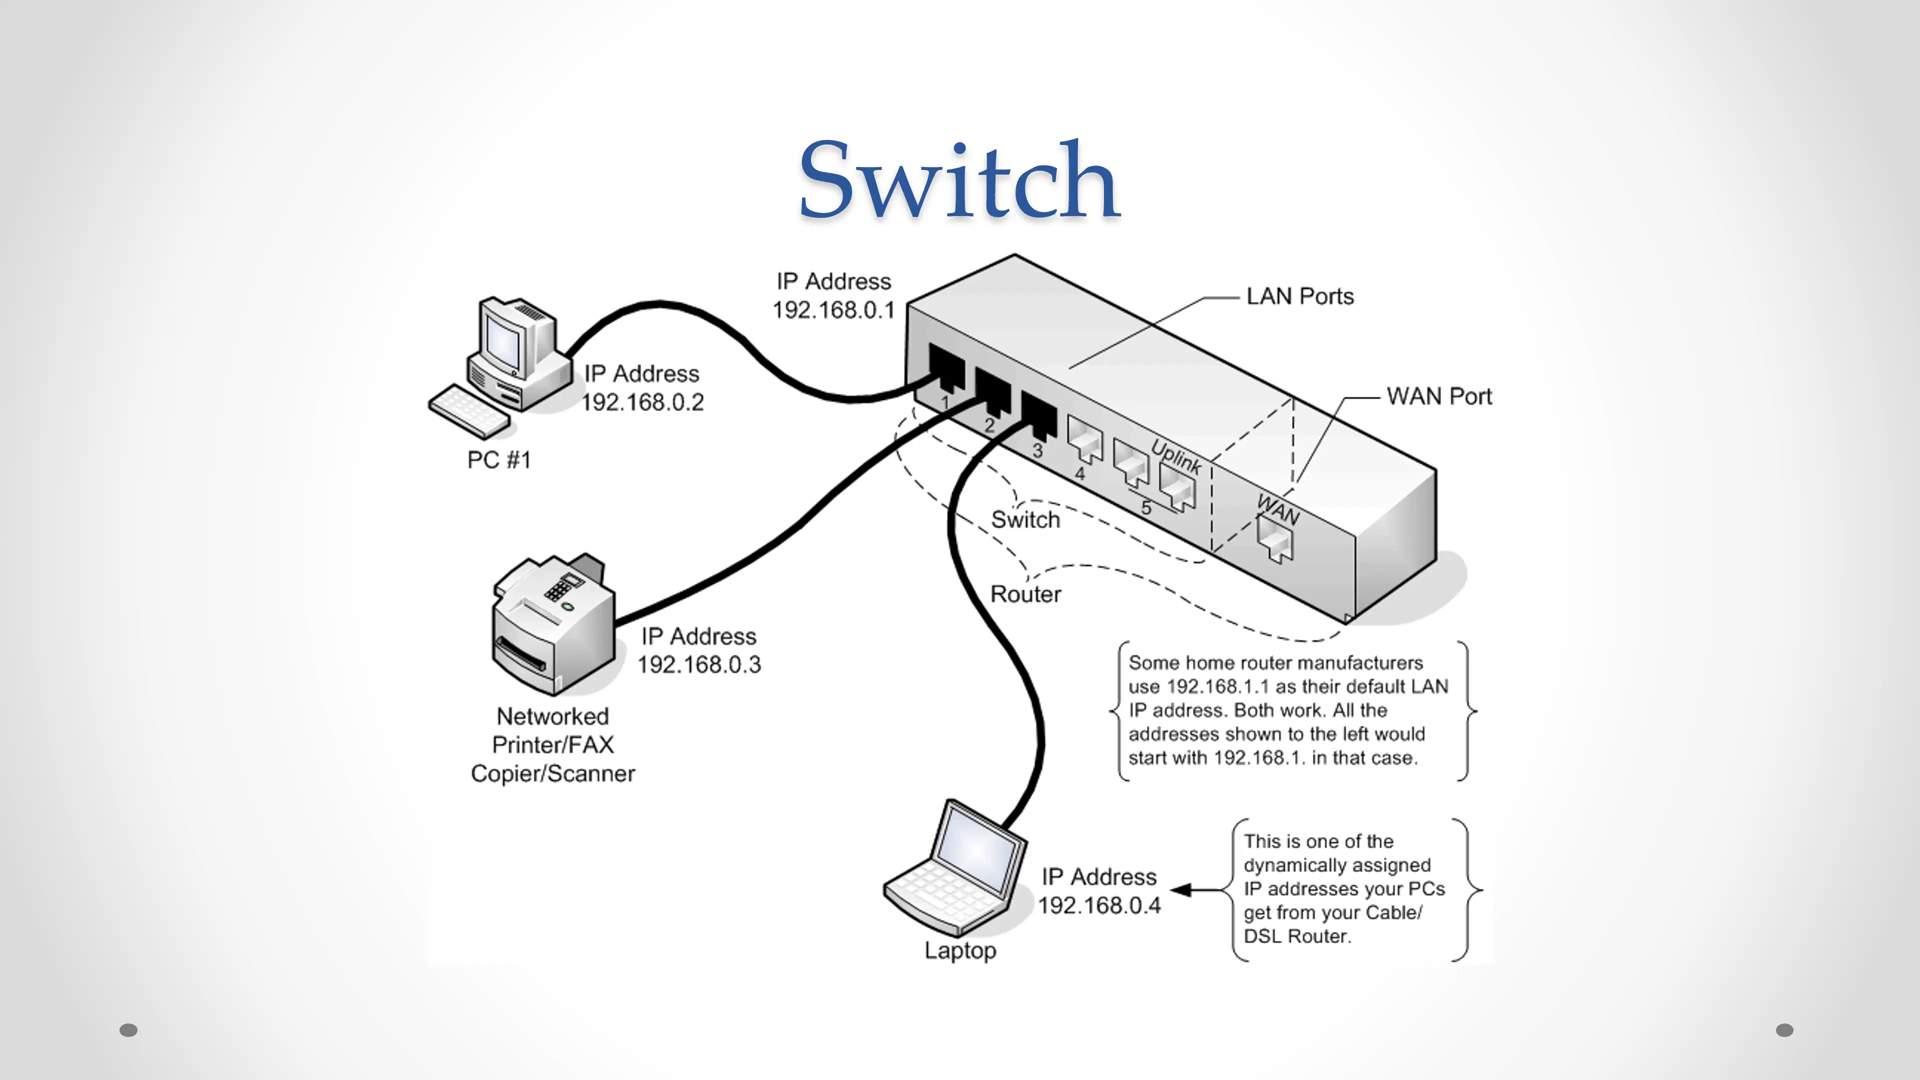 Switch
IP Address
192.168.0.1
LAN Ports
WAN Port
IP Address
192.168.0.2
PC #1
1
2
3
4
5
Uplink
WAN
Switch
Router
IP Address
192.168.0.3
Networked
Printer/FAX
Copier/Scanner
Some home router manufacturers
use 192.168.1.1 as their default LAN
IP address. Both work. All the
addresses shown to the left would
start with 192.168.1. in that case.
IP Address
192.168.0.4
Laptop
This is one of the
dynamically assigned
IP addresses your PCs
get from your Cable/
DSL Router.